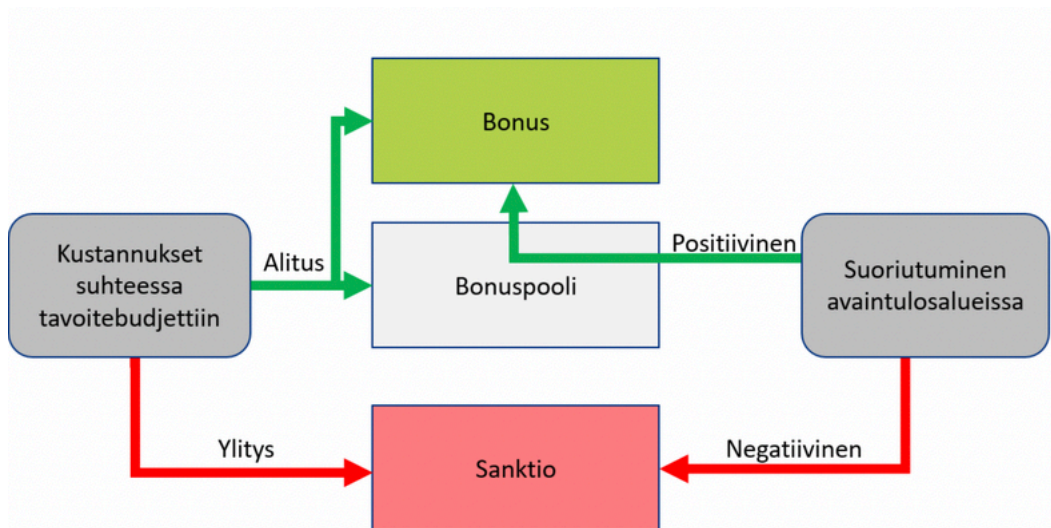 Bonus
Kustannukset
suhteessa
tavoitebudjettiin
Alitus
Bonuspooli
Positiivinen
Suoriutuminen
avaintulosalueissa
Ylitys
Sanktio
Negatiivinen